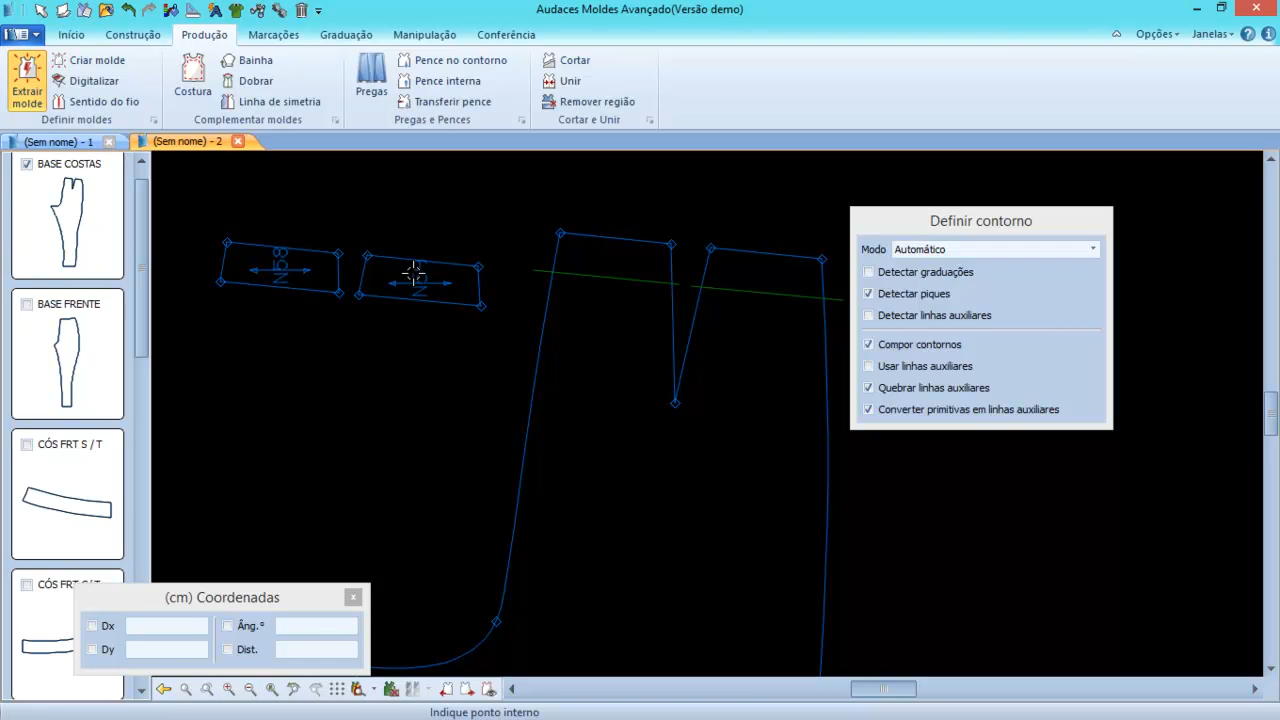 Audaces Moldes Avançado(Versão demo)
Início
Construção
Produção
Marcações
Graduação
Manipulação
Conferência
Opções
Janelas
Extrair molde
Criar molde
Digitalizar
Sentido do fio
Definir moldes
Costura
Bainha
Dobrar
Linha de simetria
Complementar moldes
Pregas
Pence no contorno
Pence interna
Transferir pence
Pregas e Pences
Cortar
Unir
Remover região
Cortar e Unir
(Sem nome) - 1
(Sem nome) - 2
BASE COSTAS
BASE FRENTE
CÓS FRT S / T
Definir contorno
Modo Automático
Detectar graduações
Detectar piques
Detectar linhas auxiliares
Compor contornos
Usar linhas auxiliares
Quebrar linhas auxiliares
Converter primitivas em linhas auxiliares
(cm) Coordenadas
Dx
Âng.º
Dy
Dist.
Indique ponto interno